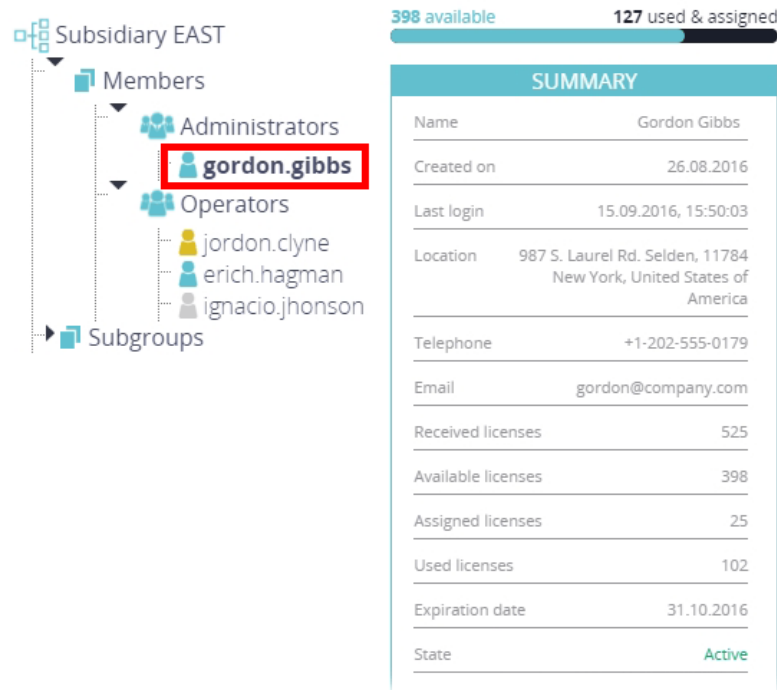 Subsidiary EAST
Members
Administrators
gordon.gibbs
Operators
jordon.clyne
erich.hagman
ignacio.jhonson
Subgroups
398 available 127 used & assigned
SUMMARY
Name Gordon Gibbs
Created on 26.08.2016
Last login 15.09.2016, 15:50:03
Location 987 S. Laurel Rd. Selden, 11784
New York, United States of
America
Telephone +1-202-555-0179
Email gordon@company.com
Received licenses 525
Available licenses 398
Assigned licenses 25
Used licenses 102
Expiration date 31.10.2016
State Active